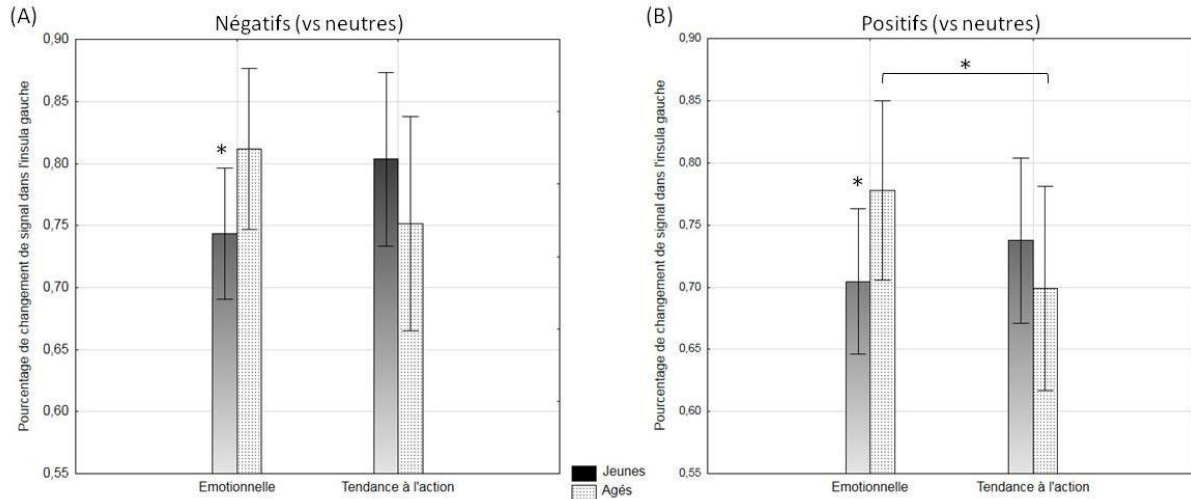 (A)
Négatifs (vs neutres)
Pourcentage de changement de signal dans l'insula gauche
0,90
0,85
0,80
0,75
0,70
0,65
0,60
0,55
*
Emotionnelle
Tendance à l'action
Jeunes
Agés
(B)
Positifs (vs neutres)
Pourcentage de changement de signal dans l'insula gauche
0,90
0,85
0,80
0,75
0,70
0,65
0,60
0,55
*
*
Emotionnelle
Tendance à l'action